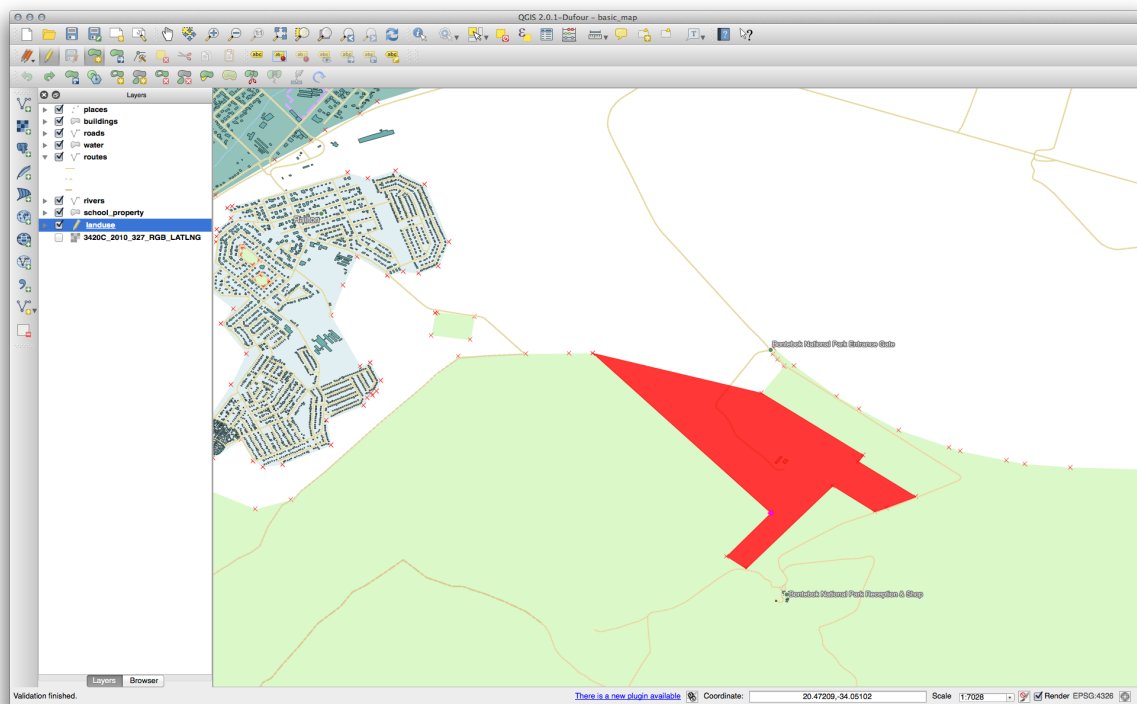 QGIS 2.0.1-Dufour – basic_map
Layers
places
buildings
roads
water
routes
rivers
school_property
landuse
3420C_2010_327_RGB_LATLNG
Railton
Bontebok National Park Entrance Gate
Bontebok National Park Reception & Shop
Layers Browser
Validation finished. There is a new plugin available Coordinate: 20.47209,-34.05102 Scale 1:7028 Render EPSG:4326